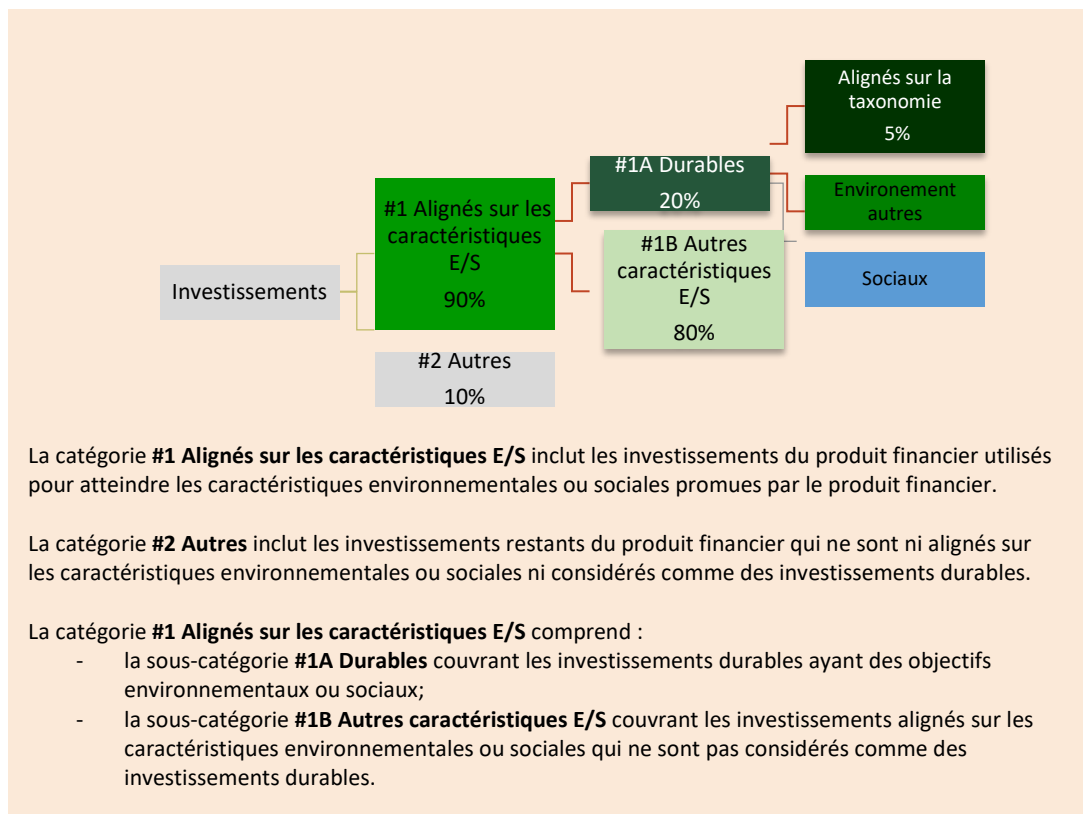 Alignés sur la
taxonomie
5%
#1A Durables
20%
Environement
autres
#1 Alignés sur les
caractéristiques
E/S
90%
#1B Autres
caractéristiques
E/S
80%
Sociaux
Investissements
#2 Autres
10%
La catégorie #1 Alignés sur les caractéristiques E/S inclut les investissements du produit financier utilisés
pour atteindre les caractéristiques environnementales ou sociales promues par le produit financier.
La catégorie #2 Autres inclut les investissements restants du produit financier qui ne sont ni alignés sur
les caractéristiques environnementales ou sociales ni considérés comme des investissements durables.
La catégorie #1 Alignés sur les caractéristiques E/S comprend :
- la sous-catégorie #1A Durables couvrant les investissements durables ayant des objectifs
environnementaux ou sociaux;
- la sous-catégorie #1B Autres caractéristiques E/S couvrant les investissements alignés sur les
caractéristiques environnementales ou sociales qui ne sont pas considérés comme des
investissements durables.